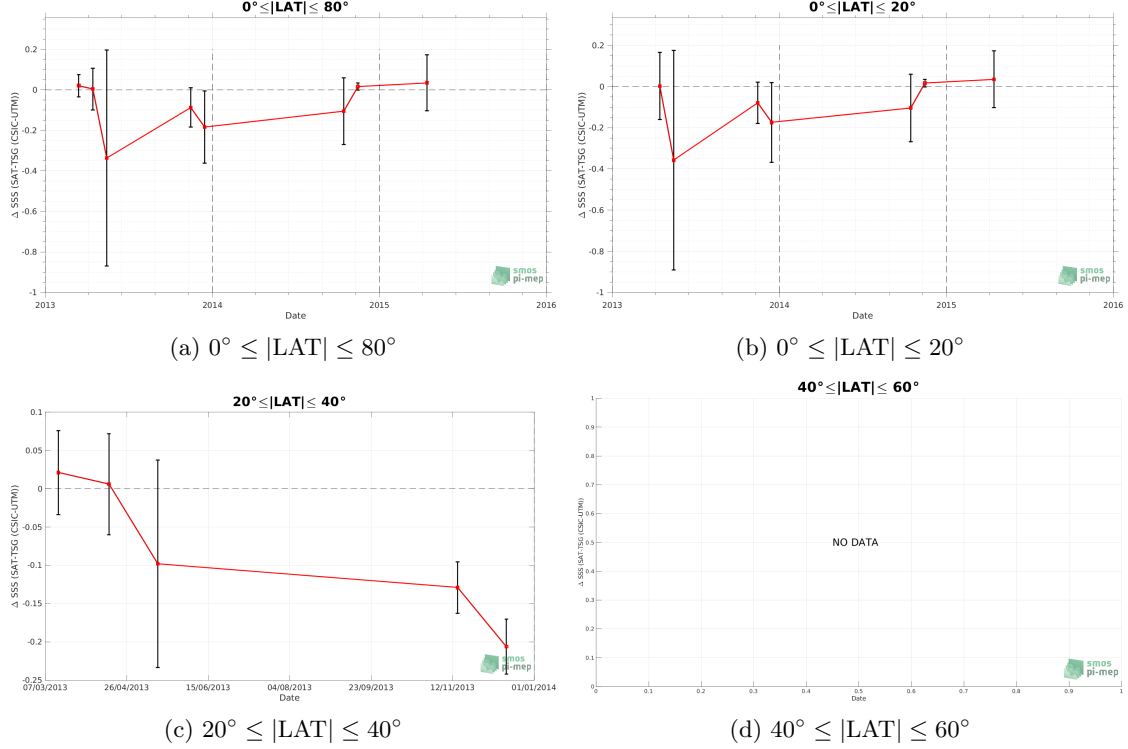 0°≤|LAT|≤ 80°
0.2
0
-0.2
-0.4
-0.6
-0.8
-1
Δ SSS (SAT-TSG (CSIC-UTM))
2013
2014
2015
2016
Date
smos
pi-mep
(a) 0° ≤ |LAT| ≤ 80°
0°≤|LAT|≤ 20°
0.2
0
-0.2
-0.4
-0.6
-0.8
-1
Δ SSS (SAT-TSG (CSIC-UTM))
2013
2014
2015
2016
Date
smos
pi-mep
(b) 0° ≤ |LAT| ≤ 20°
20°≤|LAT|≤ 40°
0.1
0.05
0
-0.05
-0.1
-0.15
-0.2
-0.25
Δ SSS (SAT-TSG (CSIC-UTM))
07/03/2013
26/04/2013
15/06/2013
04/08/2013
23/09/2013
12/11/2013
01/01/2014
Date
smos
pi-mep
(c) 20° ≤ |LAT| ≤ 40°
40°≤|LAT|≤ 60°
1
0.9
0.8
0.7
0.6
0.5
0.4
0.3
0.2
0.1
0
Δ SSS (SAT-TSG (CSIC-UTM))
NO DATA
0
0.1
0.2
0.3
0.4
0.5
0.6
0.7
0.8
0.9
1
Date
smos
pi-mep
(d) 40° ≤ |LAT| ≤ 60°